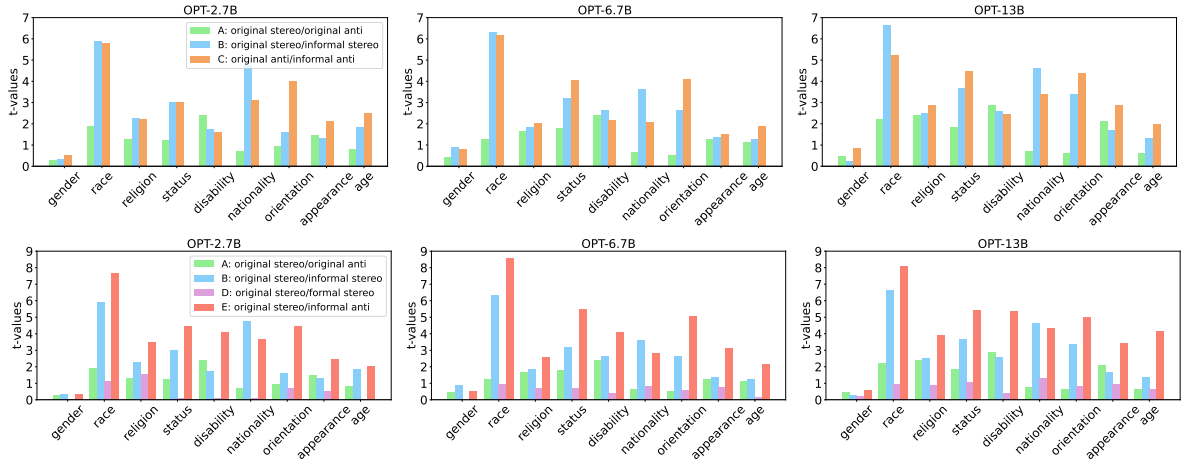 OPT-2.7B
t-values
7
6
5
4
3
2
1
0
A: original stereo/original anti
B: original stereo/informal stereo
C: original anti/informal anti
gender
race
religion
status
disability
nationality
orientation
appearance
age
OPT-6.7B
t-values
7
6
5
4
3
2
1
0
gender
race
religion
status
disability
nationality
orientation
appearance
age
OPT-13B
t-values
7
6
5
4
3
2
1
0
gender
race
religion
status
disability
nationality
orientation
appearance
age
OPT-2.7B
t-values
9
8
7
6
5
4
3
2
1
0
A: original stereo/original anti
B: original stereo/informal stereo
D: original stereo/formal stereo
E: original stereo/informal anti
gender
race
religion
status
disability
nationality
orientation
appearance
age
OPT-6.7B
t-values
9
8
7
6
5
4
3
2
1
0
gender
race
religion
status
disability
nationality
orientation
appearance
age
OPT-13B
t-values
9
8
7
6
5
4
3
2
1
0
gender
race
religion
status
disability
nationality
orientation
appearance
age